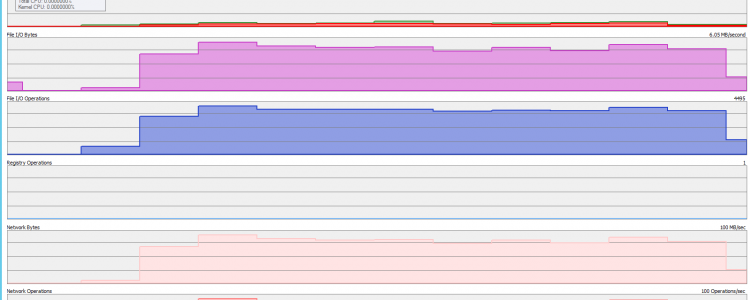 Total CPU: 0.0000000%
Kernel CPU: 0.0000000%
File I/O Bytes 6.05 MB/second
File I/O Operations 4495
Registry Operations 1
Network Bytes 100 MB/sec
Network Operations 100 Operations/sec